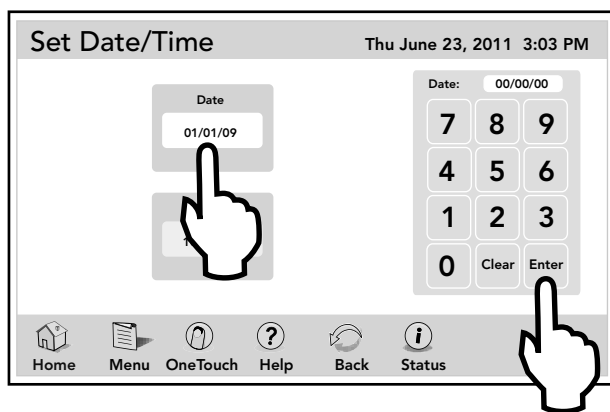 Set Date/Time
Thu June 23, 2011 3:03 PM
Date
01/01/09
Date: 00/00/00
7 8 9
4 5 6
1 2 3
0 Clear Enter
? i
Home Menu OneTouch Help Back Status